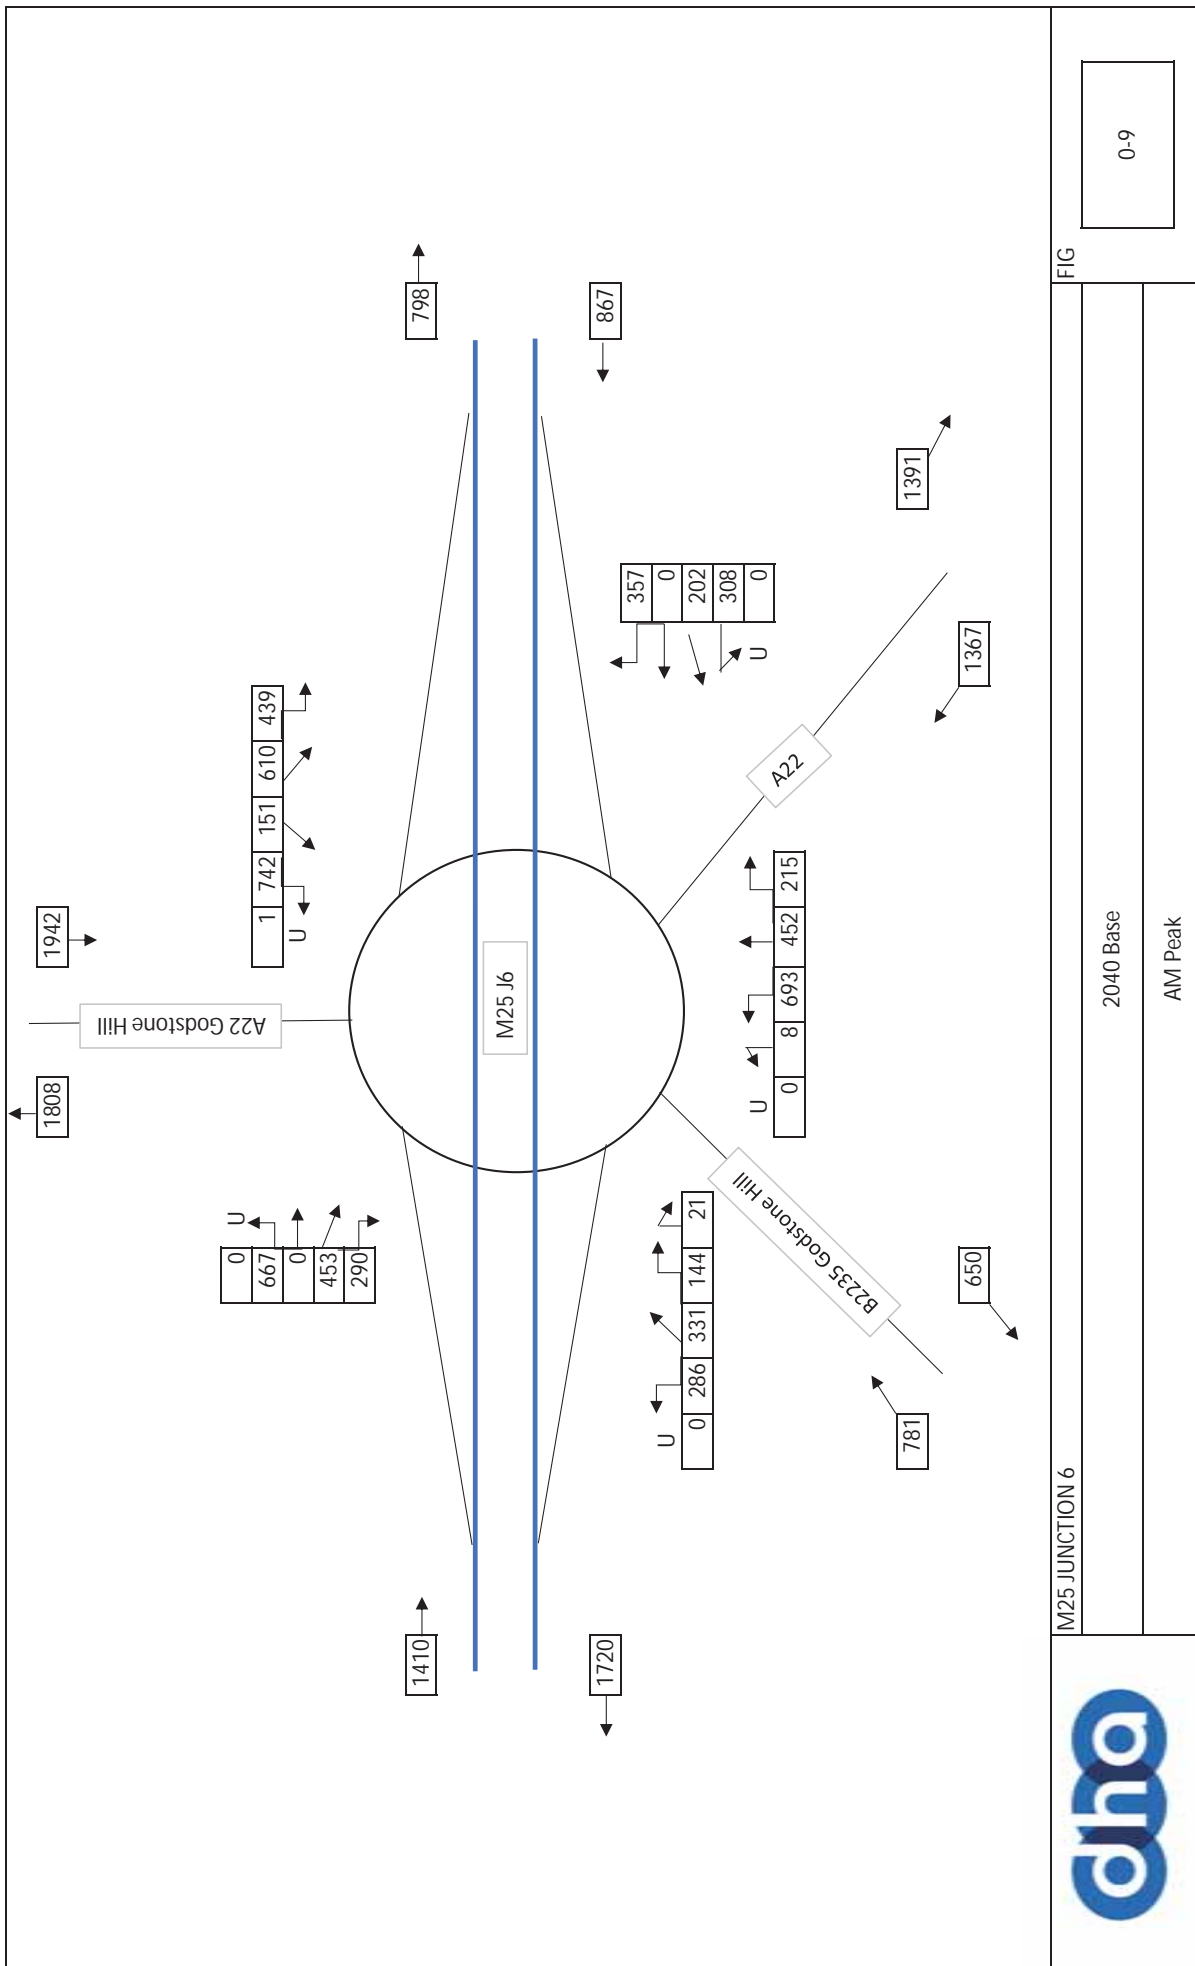 1808
1942
A22 Godstone Hill
0
667
0
453
290
U
1 742 151 610 439
U
1410
798
M25 J6
1720
867
357
0
202
308
0
U
0 286 331 144 21
U
0 8 693 452 215
U
A22
B2235 Godstone Hill
781
650
1367
1391
dha
M25 JUNCTION 6
2040 Base
AM Peak
FIG
0-9